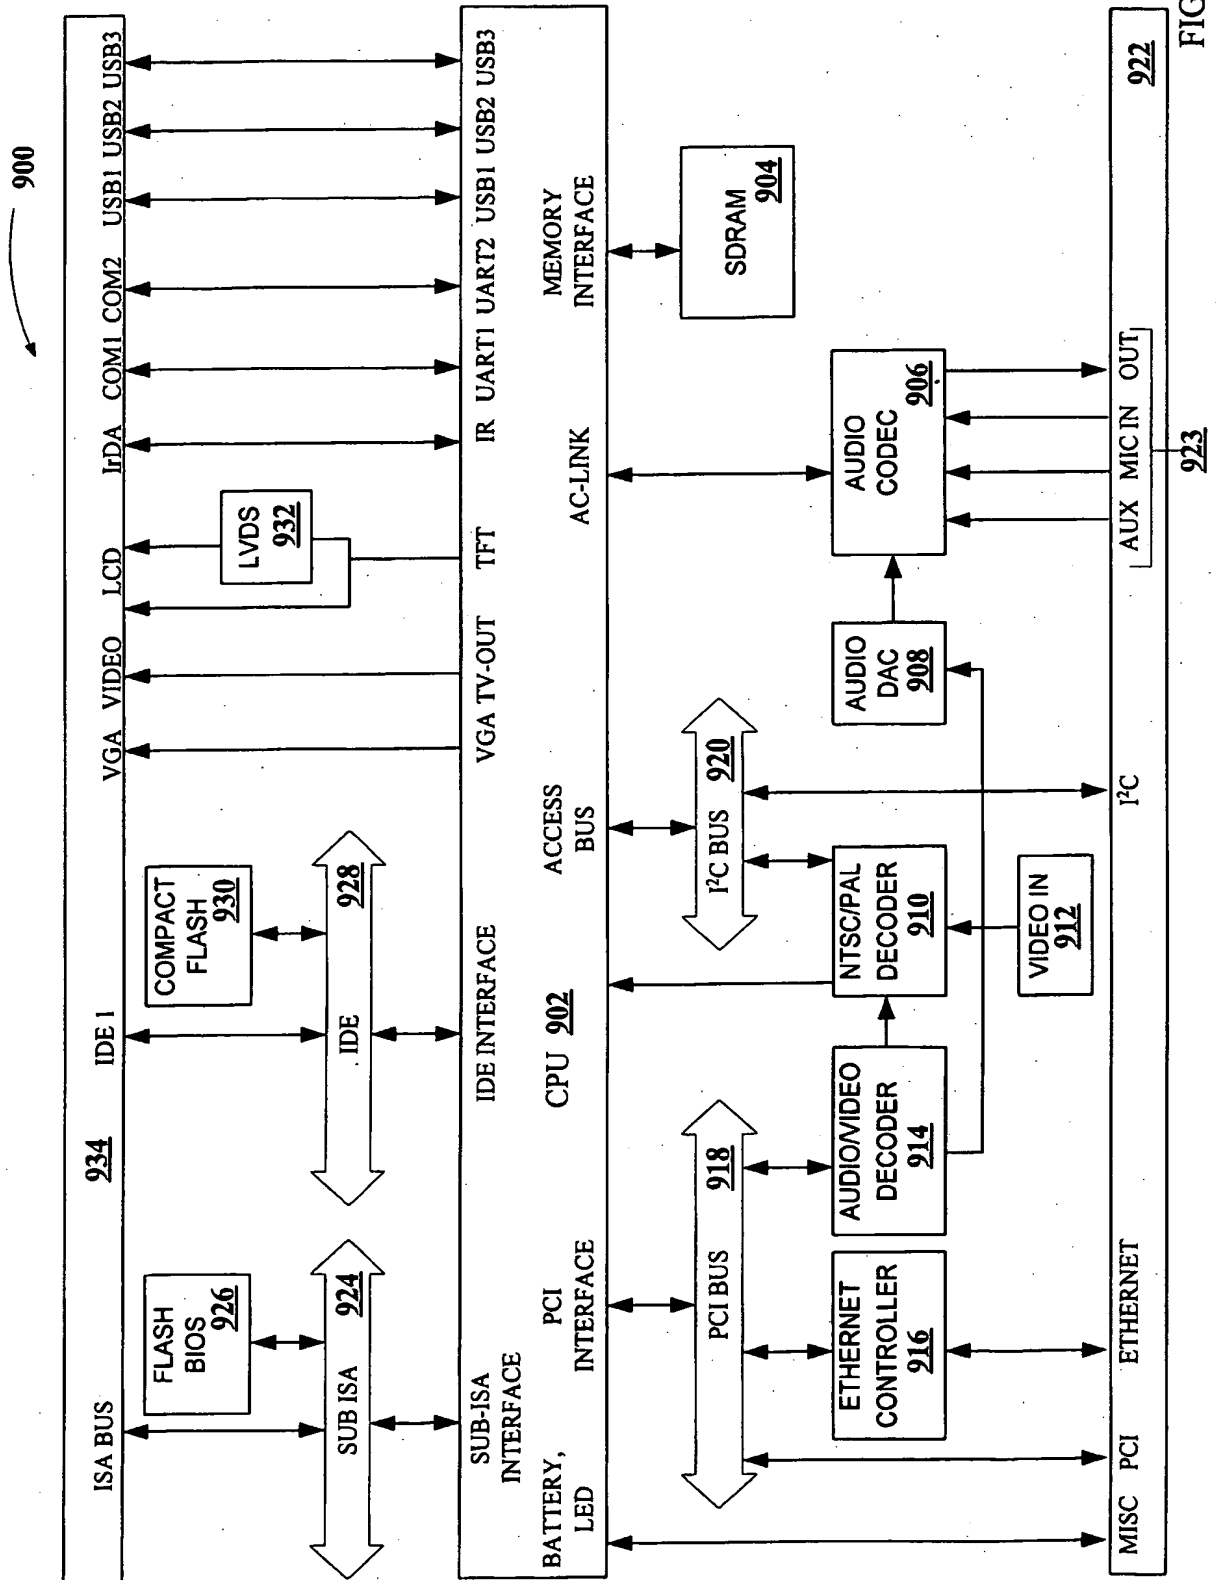 900
ISA BUS
934
IDE 1
VGA
VIDEO
LCD
IrDA
COM1
COM2
USB1
USB2
USB3
FLASH
BIOS
926
COMPACT
FLASH
930
LVDS
932
SUB ISA
924
IDE
928
SUB-ISA
INTERFACE
IDE INTERFACE
VGA
TV-OUT
TFT
IR
UART1
UART2
USB1
USB2
USB3
BATTERY,
LED
PCI
INTERFACE
CPU 902
ACCESS
BUS
AC-LINK
MEMORY
INTERFACE
PCI BUS
918
I²C BUS
920
SDRAM
904
ETHERNET
CONTROLLER
916
AUDIO/VIDEO
DECODER
914
NTSC/PAL
DECODER
910
AUDIO
DAC
908
AUDIO
CODEC
906
VIDEO IN
912
MISC
PCI
ETHERNET
I²C
AUX
MIC IN
OUT
922
923
FIG